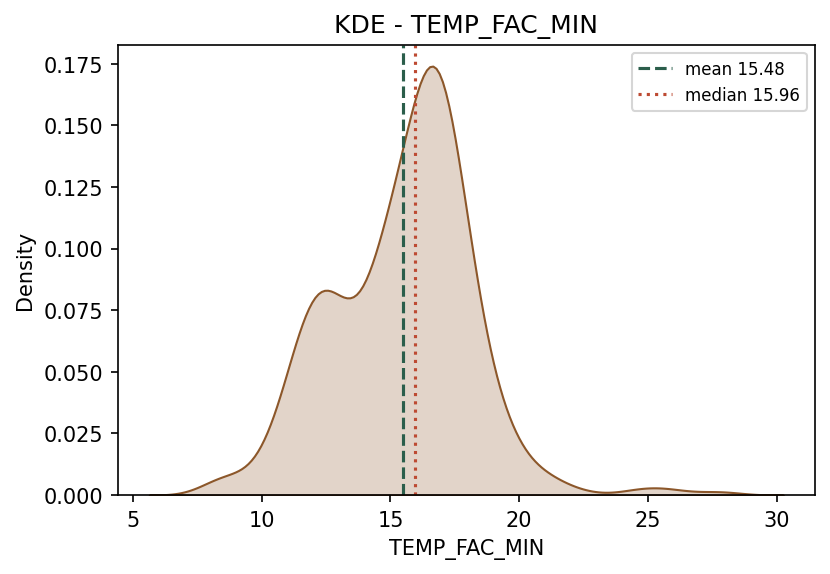 KDE - TEMP_FAC_MIN
mean 15.48
median 15.96
Density
0.175
0.150
0.125
0.100
0.075
0.050
0.025
0.000
5 10 15 20 25 30
TEMP_FAC_MIN